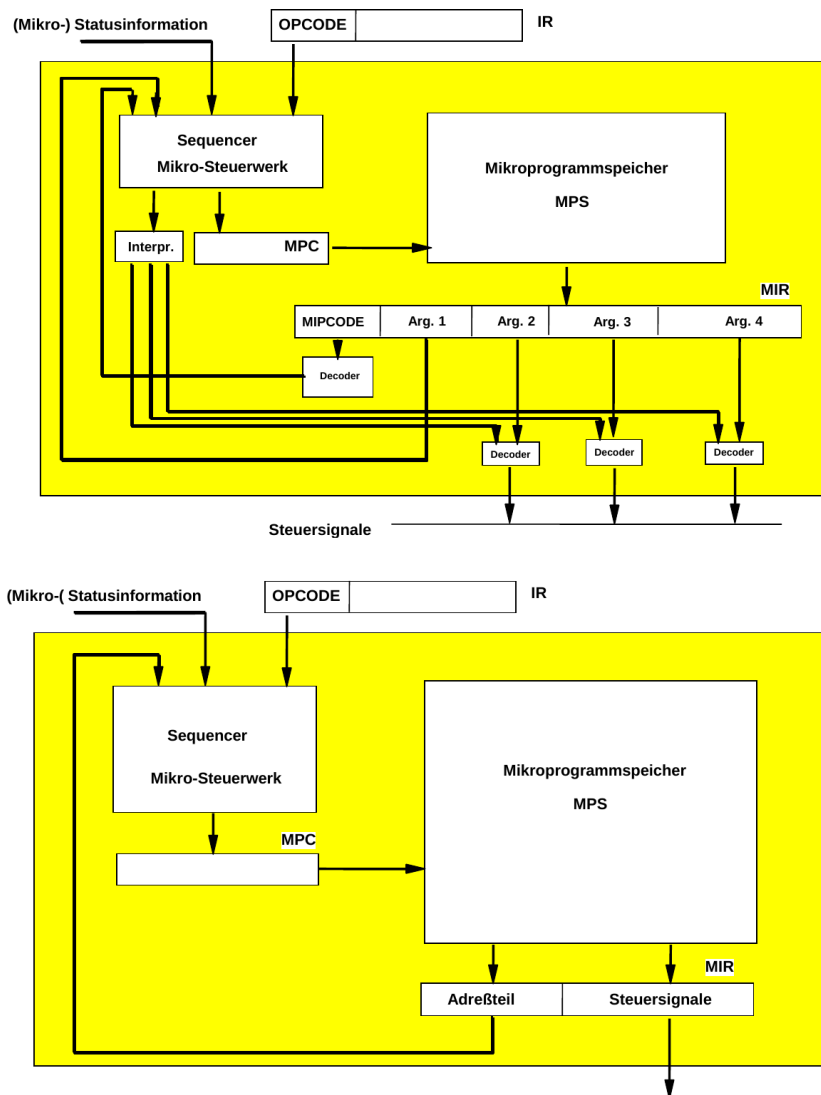 (Mikro-) Statusinformation
OPCODE
IR
Sequencer
Mikro-Steuerwerk
Mikroprogrammspeicher
MPS
Interpr.
MPC
MIR
MIPCODE
Arg. 1
Arg. 2
Arg. 3
Arg. 4
Decoder
Decoder
Decoder
Decoder
Steuersignale
(Mikro-( Statusinformation
OPCODE
IR
Sequencer
Mikro-Steuerwerk
Mikroprogrammspeicher
MPS
MPC
MIR
Adreßteil
Steuersignale